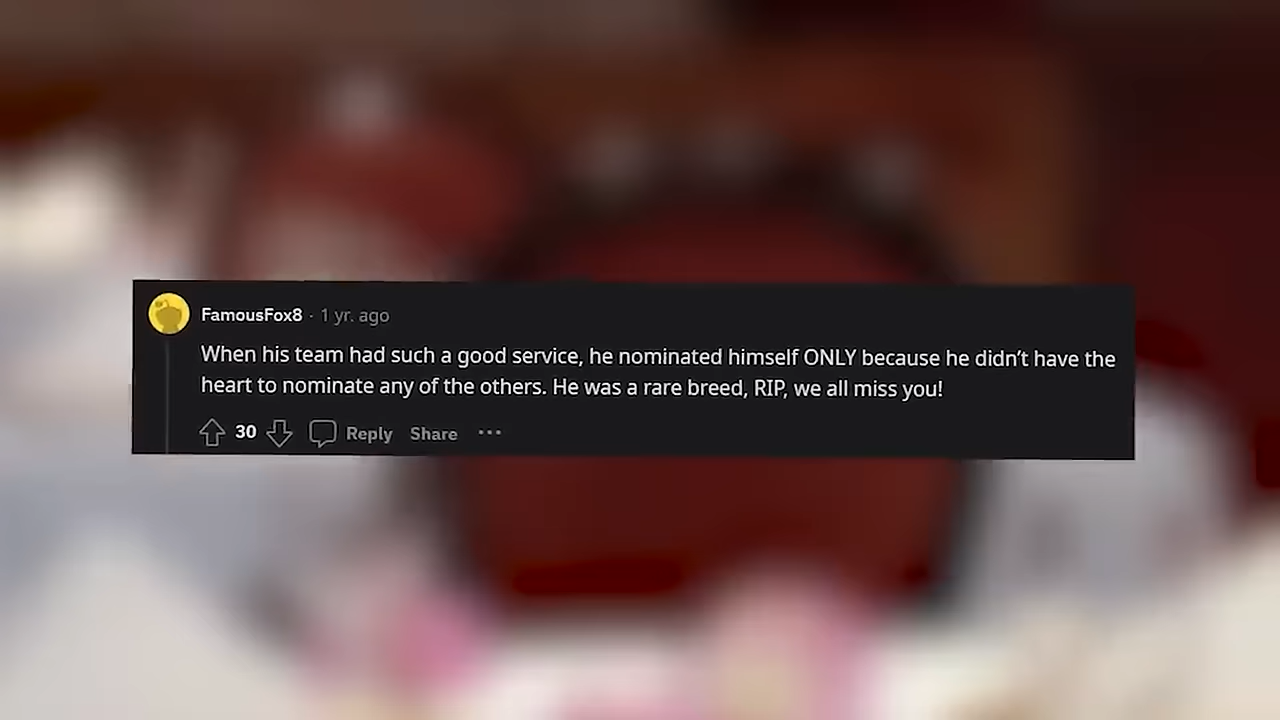 FamousFox8 · 1 yr. ago
When his team had such a good service, he nominated himself ONLY because he didn't have the
heart to nominate any of the others. He was a rare breed, RIP, we all miss you!
30 Reply Share ···